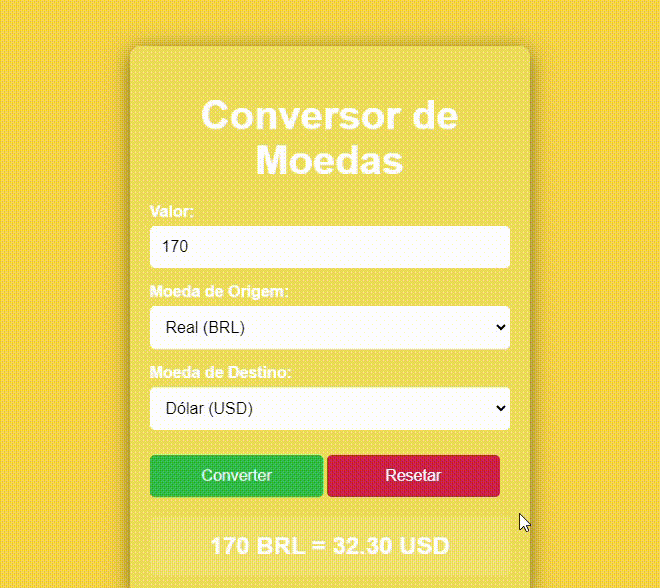 Conversor de
Moedas
Valor:
170
Moeda de Origem:
Real (BRL)
Moeda de Destino:
Dólar (USD)
Converter Resetar
170 BRL = 32.30 USD